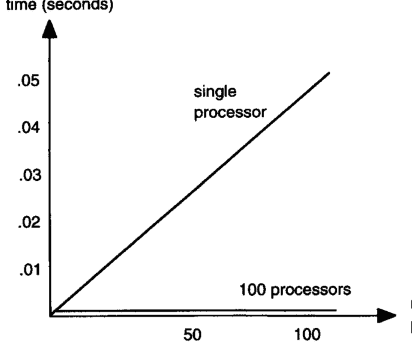 time (seconds)
.05
single
processor
.04
.03
.02
.01
100 processors
50 100